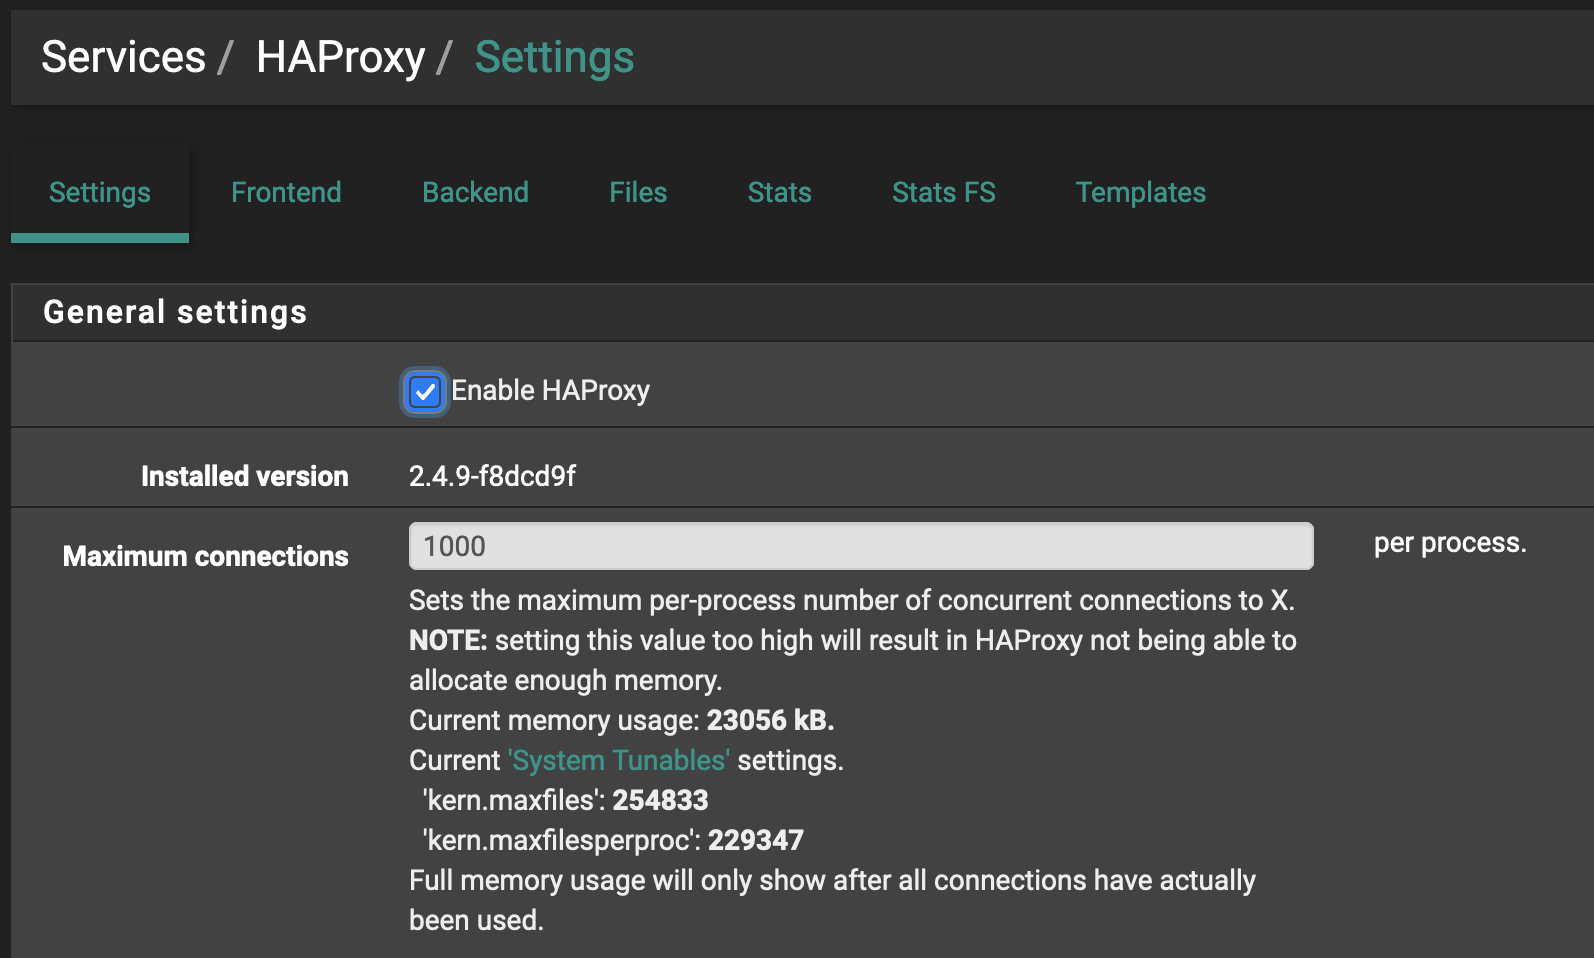 Services / HAProxy / Settings
Settings Frontend Backend Files Stats Stats FS Templates
General settings
Enable HAProxy
Installed version 2.4.9-f8dcd9f
Maximum connections 1000 per process.
Sets the maximum per-process number of concurrent connections to X.
NOTE: setting this value too high will result in HAProxy not being able to
allocate enough memory.
Current memory usage: 23056 kB.
Current 'System Tunables' settings.
'kern.maxfiles': 254833
'kern.maxfilesperproc': 229347
Full memory usage will only show after all connections have actually
been used.